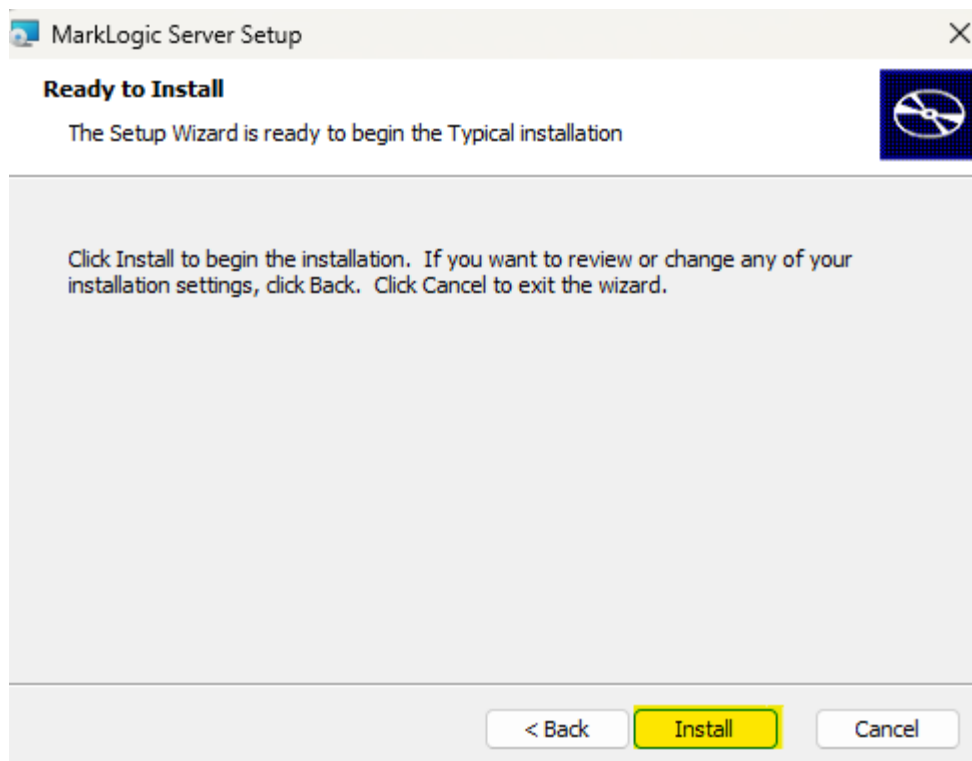 MarkLogic Server Setup
Ready to Install
The Setup Wizard is ready to begin the Typical installation
Click Install to begin the installation.  If you want to review or change any of your
installation settings, click Back.  Click Cancel to exit the wizard.
< Back Install Cancel